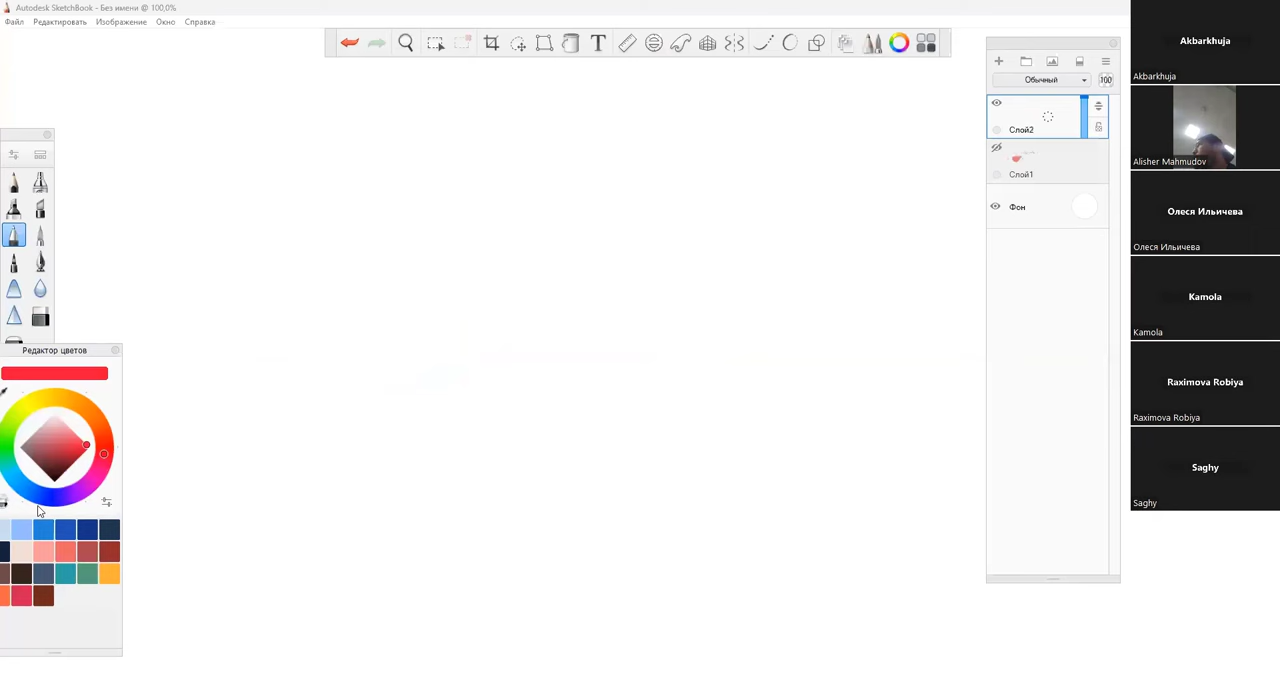 Autodesk SketchBook - Без имени @ 100,0%
Файл Редактировать Изображение Окно Справка
Обычный 100
Слой2
Слой1
Фон
Редактор цветов
Akbarkhuja
Akbarkhuja
Alisher Mahmudov
Олеся Ильичева
Олеся Ильичева
Kamola
Kamola
Raximova Robiya
Raximova Robiya
Saghy
Saghy